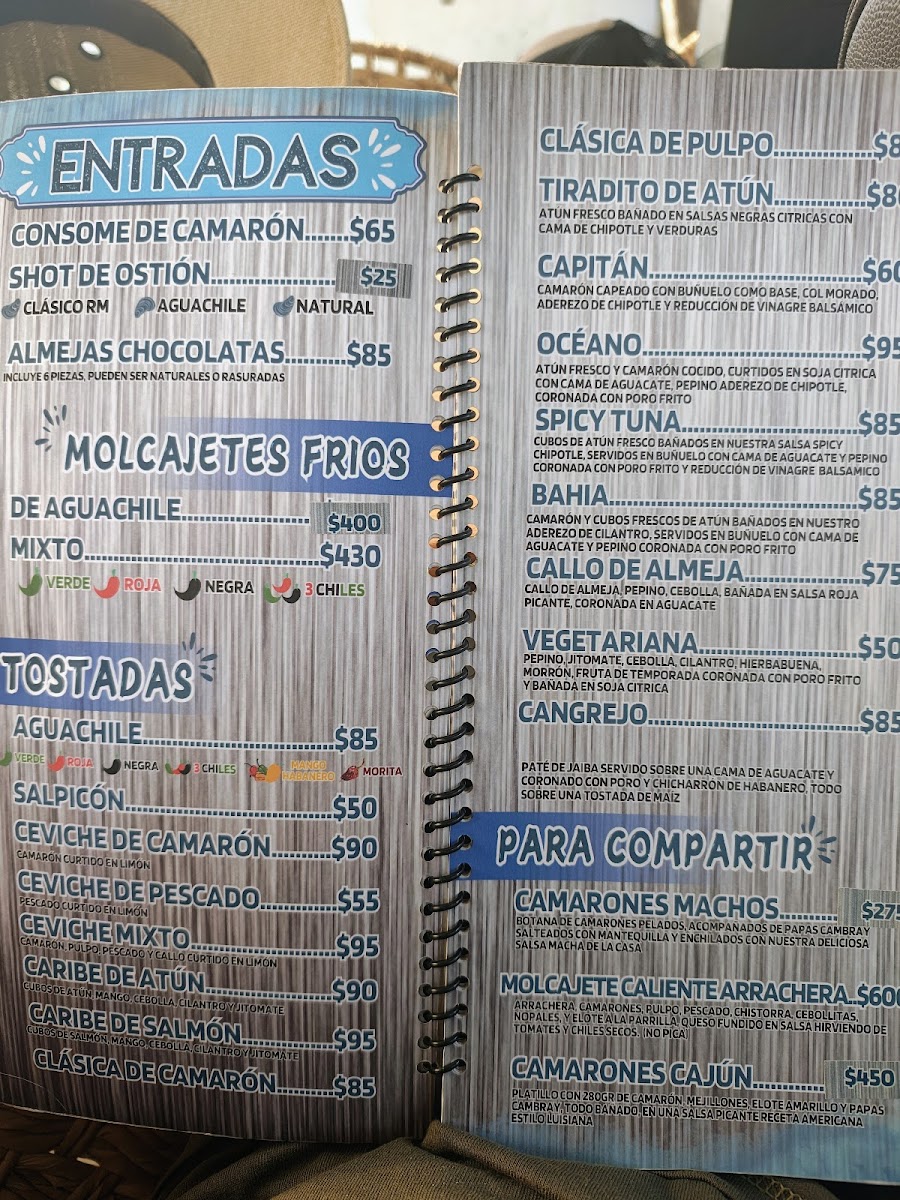 ENTRADAS
CONSOME DE CAMARÓN.......$65
SHOT DE OSTIÓN..................$25
CLÁSICO RM AGUACHILE NATURAL
ALMEJAS CHOCOLATAS..........$85
INCLUYE 6 PIEZAS, PUEDEN SER NATURALES O RASURADAS
MOLCAJETES FRIOS
DE AGUACHILE......................$400
MIXTO......................................$430
VERDE ROJA NEGRA 3 CHILES
TOSTADAS
AGUACHILE.............................$85
VERDE ROJA NEGRA 3 CHILES MANGO HABANERO MORITA
SALPICÓN................................$50
CEVICHE DE CAMARÓN..........$90
CAMARÓN CURTIDO EN LIMÓN
CEVICHE DE PESCADO............$55
PESCADO CURTIDO EN LIMÓN
CEVICHE MIXTO......................$95
CAMARÓN, PULPO, PESCADO Y CALLO CURTIDO EN LIMÓN
CARIBE DE ATÚN....................$90
CUBOS DE ATÚN, MANGO, CEBOLLA, CILANTRO Y JITOMATE
CARIBE DE SALMÓN...............$95
CUBOS DE SALMÓN, MANGO, CEBOLLA, CILANTRO Y JITOMATE
CLÁSICA DE CAMARÓN..........$85
CLÁSICA DE PULPO...............$8
TIRADITO DE ATÚN..............$8
ATÚN FRESCO BAÑADO EN SALSAS NEGRAS CITRICAS CON
CAMA DE CHIPOTLE Y VERDURAS
CAPITÁN................................$60
CAMARÓN CAPEADO CON BUÑUELO COMO BASE, COL MORADO,
ADEREZO DE CHIPOTLE Y REDUCCIÓN DE VINAGRE BALSÁMICO
OCÉANO.................................$95
ATÚN FRESCO Y CAMARÓN COCIDO, CURTIDOS EN SOJA CITRICA
CON CAMA DE AGUACATE, PEPINO ADEREZO DE CHIPOTLE,
CORONADA CON PORO FRITO
SPICY TUNA...........................$85
CUBOS DE ATÚN FRESCO BAÑADOS EN NUESTRA SALSA SPICY
CHIPOTLE, SERVIDOS EN BUÑUELO CON CAMA DE AGUACATE Y PEPINO
CORONADA CON PORO FRITO Y REDUCCIÓN DE VINAGRE BALSAMICO
BAHIA.....................................$85
CAMARÓN Y CUBOS FRESCOS DE ATÚN BAÑADOS EN NUESTRO
ADEREZO DE CILANTRO, SERVIDOS EN BUÑUELO CON CAMA DE
AGUACATE Y PEPINO CORONADA CON PORO FRITO
CALLO DE ALMEJA.................$75
CALLO DE ALMEJA, PEPINO, CEBOLLA, BAÑADA EN SALSA ROJA
PICANTE, CORONADA EN AGUACATE
VEGETARIANA.......................$50
PEPINO, JITOMATE, CEBOLLA, CILANTRO, HIERBABUENA,
MORRÓN, FRUTA DE TEMPORADA CORONADA CON PORO FRITO
Y BAÑADA EN SOJA CITRICA
CANGREJO..............................$85
PATÉ DE JAIBA SERVIDO SOBRE UNA CAMA DE AGUACATE Y
CORONADO CON PORO Y CHICHARRÓN DE HABANERO, TODO
SOBRE UNA TOSTADA DE MAÍZ
PARA COMPARTIR
CAMARONES MACHOS.........$275
BOTANA DE CAMARONES PELADOS, ACOMPAÑADOS DE PAPAS CAMBRAY
SALTEADOS CON MANTEQUILLA Y ENCHILADOS CON NUESTRA DELICIOSA
SALSA MACHA DE LA CASA
MOLCAJETE CALIENTE ARRACHERA..$600
ARRACHERA, CAMARONES, PULPO, PESCADO, CHISTORRA, CEBOLLITAS,
NOPALES, Y ELOTE A LA PARRILLA, QUESO FUNDIDO EN SALSA HIRVIENDO DE
TOMATES Y CHILES SECOS. (NO PICA)
CAMARONES CAJÚN............$450
PLATILLO CON 280GR DE CAMARÓN, MEJILLONES, ELOTE AMARILLO Y PAPAS
CAMBRAY, TODO BAÑADO, EN UNA SALSA PICANTE RECETA AMERICANA
ESTILO LUISIANA